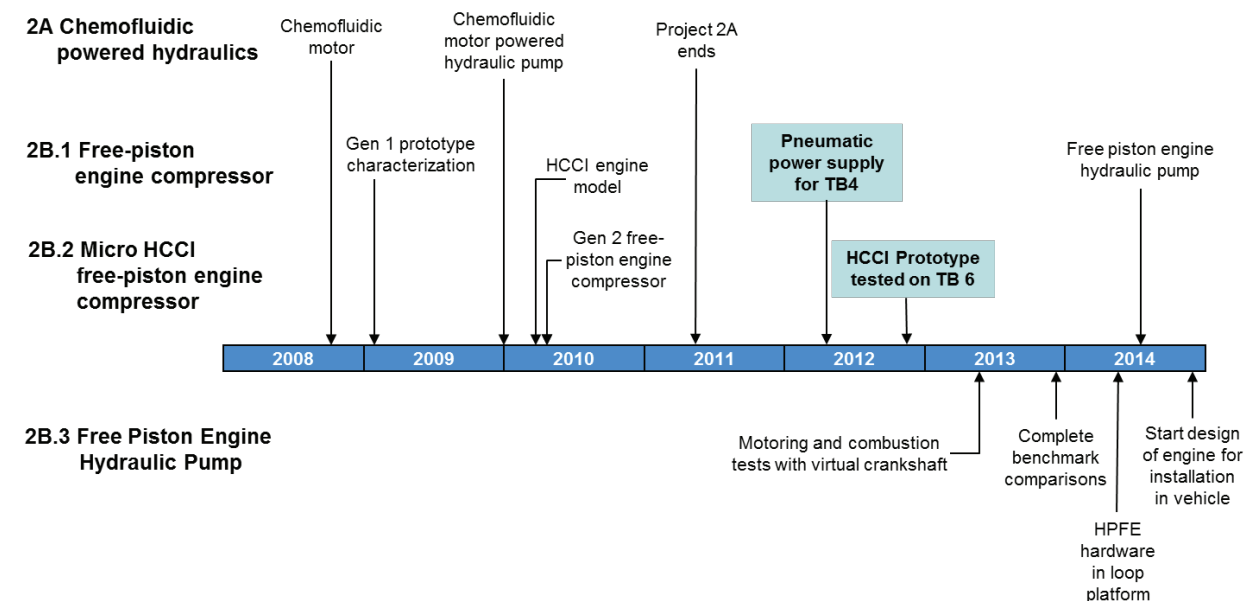 2A Chemofluidic
powered hydraulics
Chemofluidic
motor
Chemofluidic
motor powered
hydraulic pump
Project 2A
ends
2B.1 Free-piston
engine compressor
Gen 1 prototype
characterization
HCCI engine
model
Pneumatic
power supply
for TB4
Free piston engine
hydraulic pump
2B.2 Micro HCCI
free-piston engine
compressor
Gen 2 free-
piston engine
compressor
HCCI Prototype
tested on TB 6
2008 2009 2010 2011 2012 2013 2014
2B.3 Free Piston Engine
Hydraulic Pump
Motoring and combustion
tests with virtual crankshaft
Complete
benchmark
comparisons
HPFE
hardware
in loop
platform
Start design
of engine for
installation
in vehicle